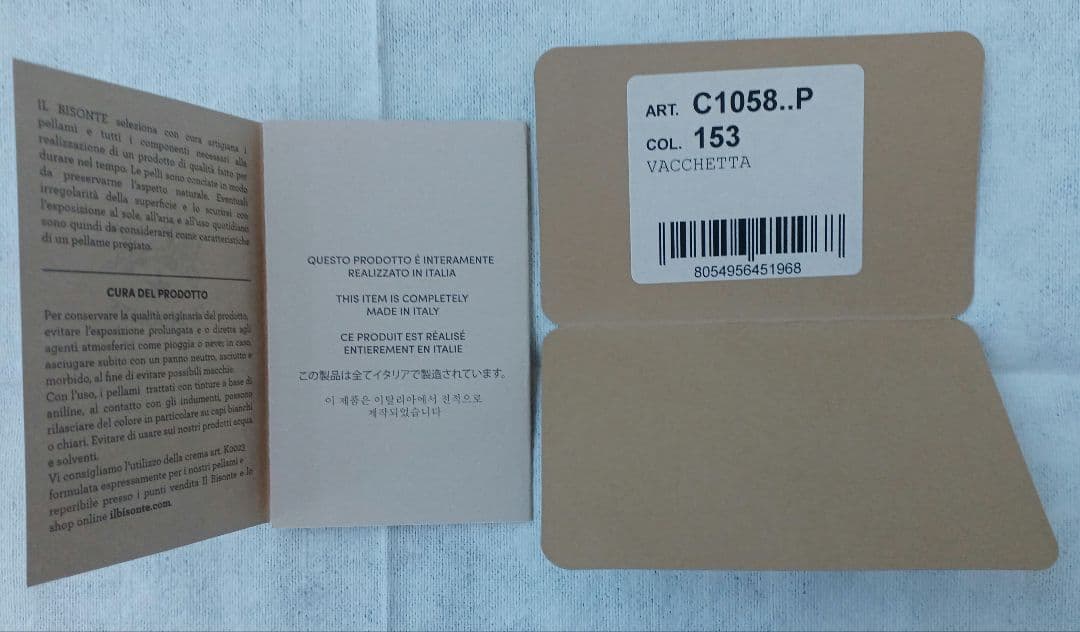 IL BISONTE seleziona con cura artigiana i
pellami e tutti i componenti necessari alla
realizzazione di un prodotto di qualità fatto per
durare nel tempo. Le pelli sono conciate in modo
da preservarne l'aspetto naturale. Eventuali
irregolarità della superficie e lo scurirsi con
l'esposizione al sole, all'aria e all'uso quotidiano
sono quindi da considerarsi come caratteristiche
di un pellame pregiato.
CURA DEL PRODOTTO
Per conservare la qualità originaria del prodotto,
evitare l'esposizione prolungata e o diretta agli
agenti atmosferici come pioggia o neve; in caso,
asciugare subito con un panno neutro, asciutto e
morbido, al fine di evitare possibili macchie.
Con l'uso, i pellami trattati con tinture a base di
aniline, al contatto con gli indumenti, possono
rilasciare del colore in particolare su capi bianchi
o chiari. Evitare di usare sui nostri prodotti acqua
e solventi.
Vi consigliamo l'utilizzo della crema art. K0023
formulata espressamente per i nostri pellami e
reperibile presso i punti vendita Il Bisonte e lo
shop online ilbisonte.com.
QUESTO PRODOTTO È INTERAMENTE
REALIZZATO IN ITALIA
THIS ITEM IS COMPLETELY
MADE IN ITALY
CE PRODUIT EST RÉALISÉ
ENTIEREMENT EN ITALIE
この製品は全てイタリアで製造されています。
이 제품은 이탈리아에서 전적으로
제작되었습니다
ART. C1058..P
COL. 153
VACCHETTA
8054956451968